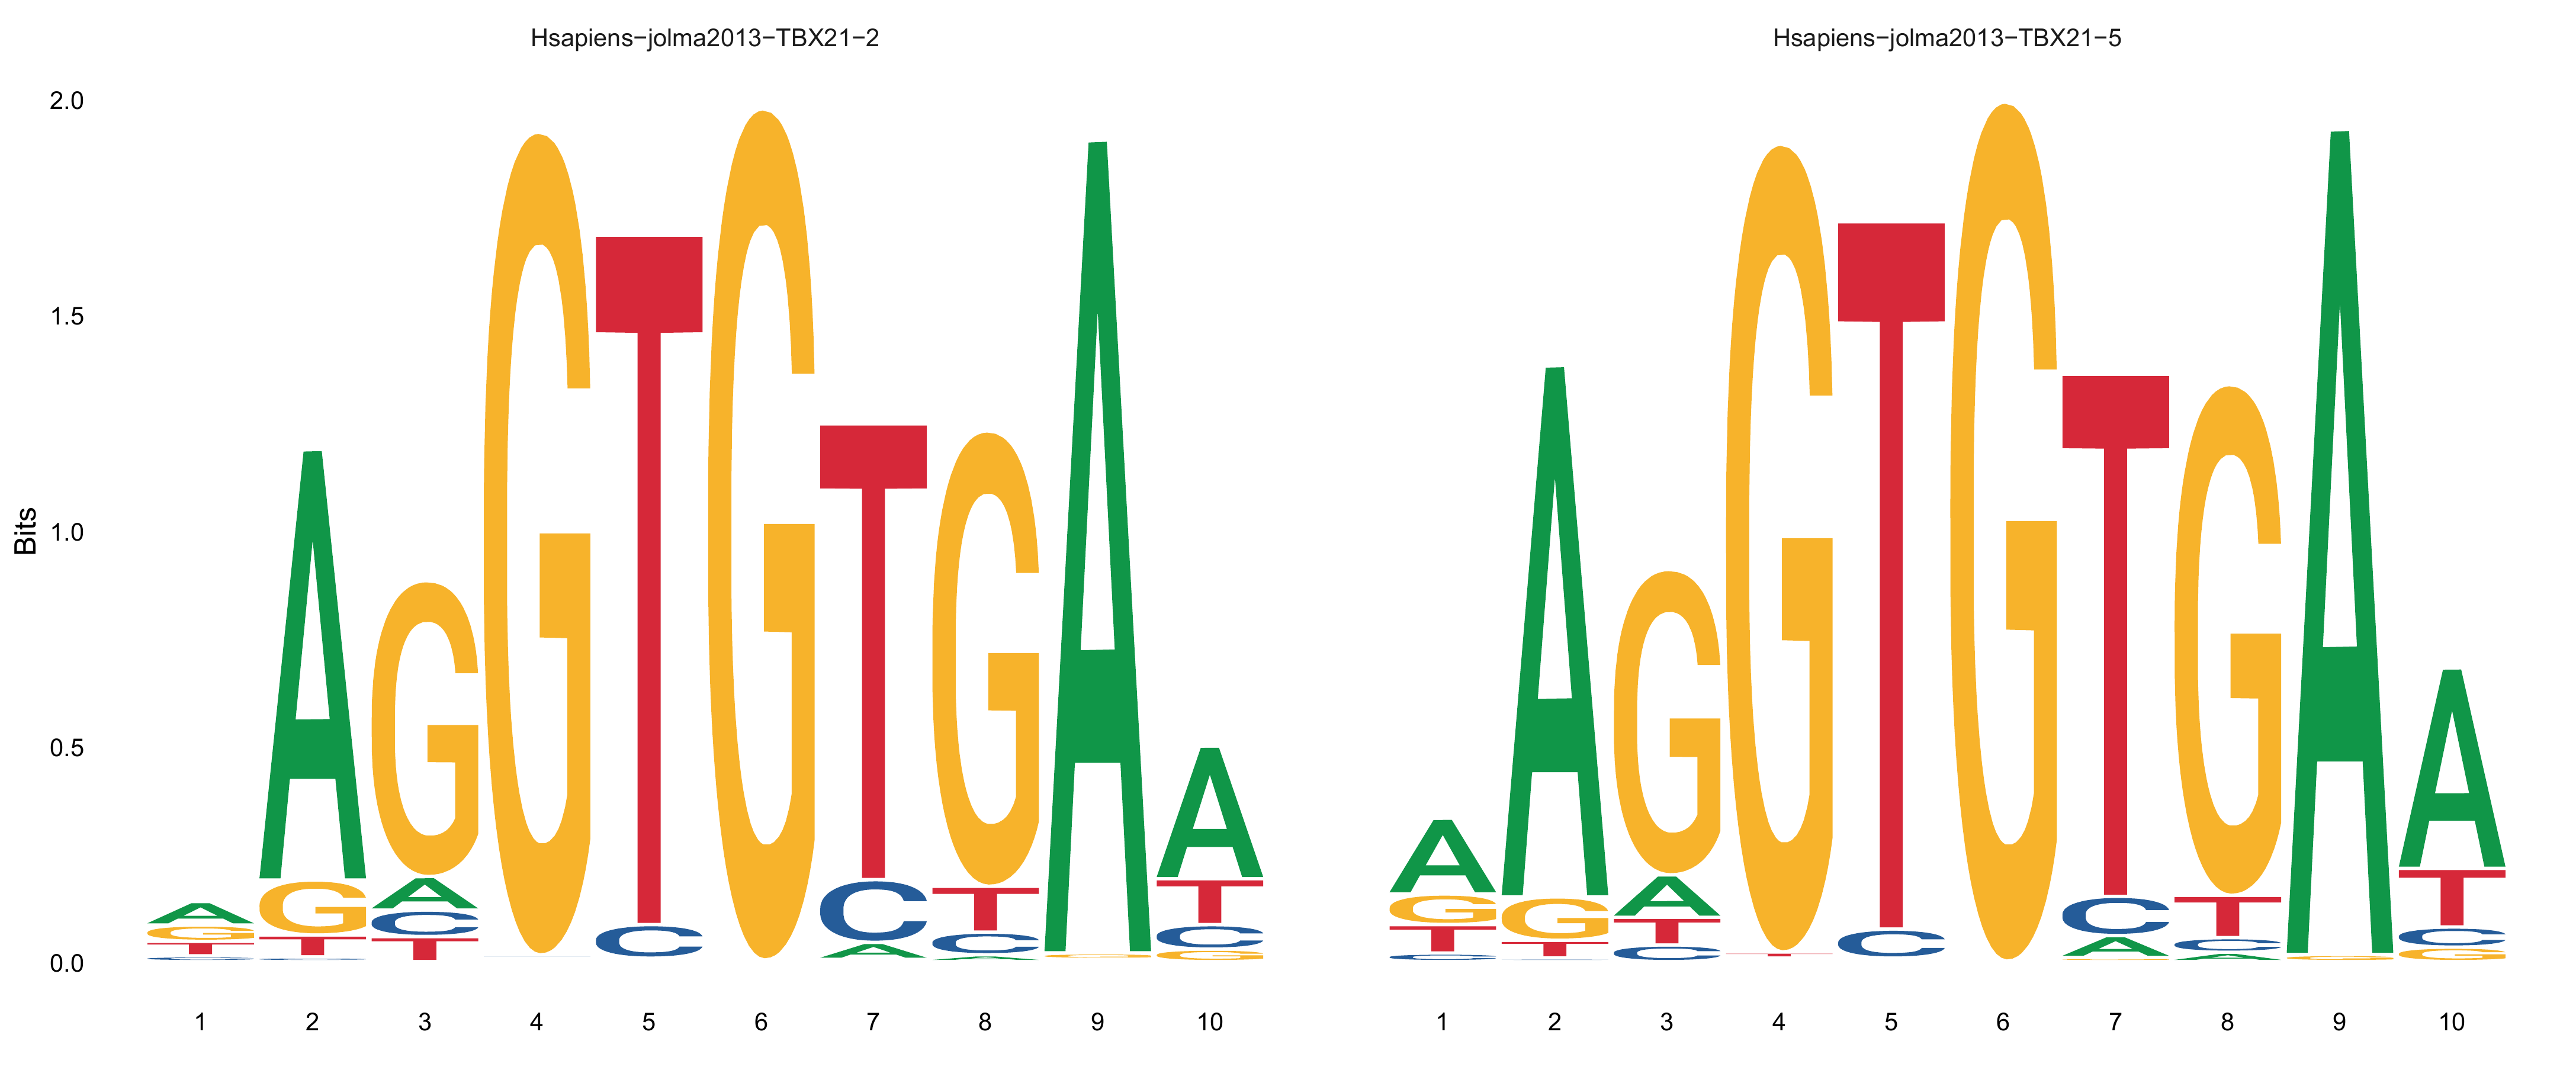 Hsapiens−jolma2013−TBX21−2
Hsapiens−jolma2013−TBX21−5
2.0
1.5
1.0
0.5
0.0
Bits
A G T C
A G T C
G A C T
G
T C
G
T C A
G T C A
A G
A T C G
A G T C
A G T
G A T C
G T
T C
G
T C A
G T C A
A G
A T C G
1 2 3 4 5 6 7 8 9 10
1 2 3 4 5 6 7 8 9 10